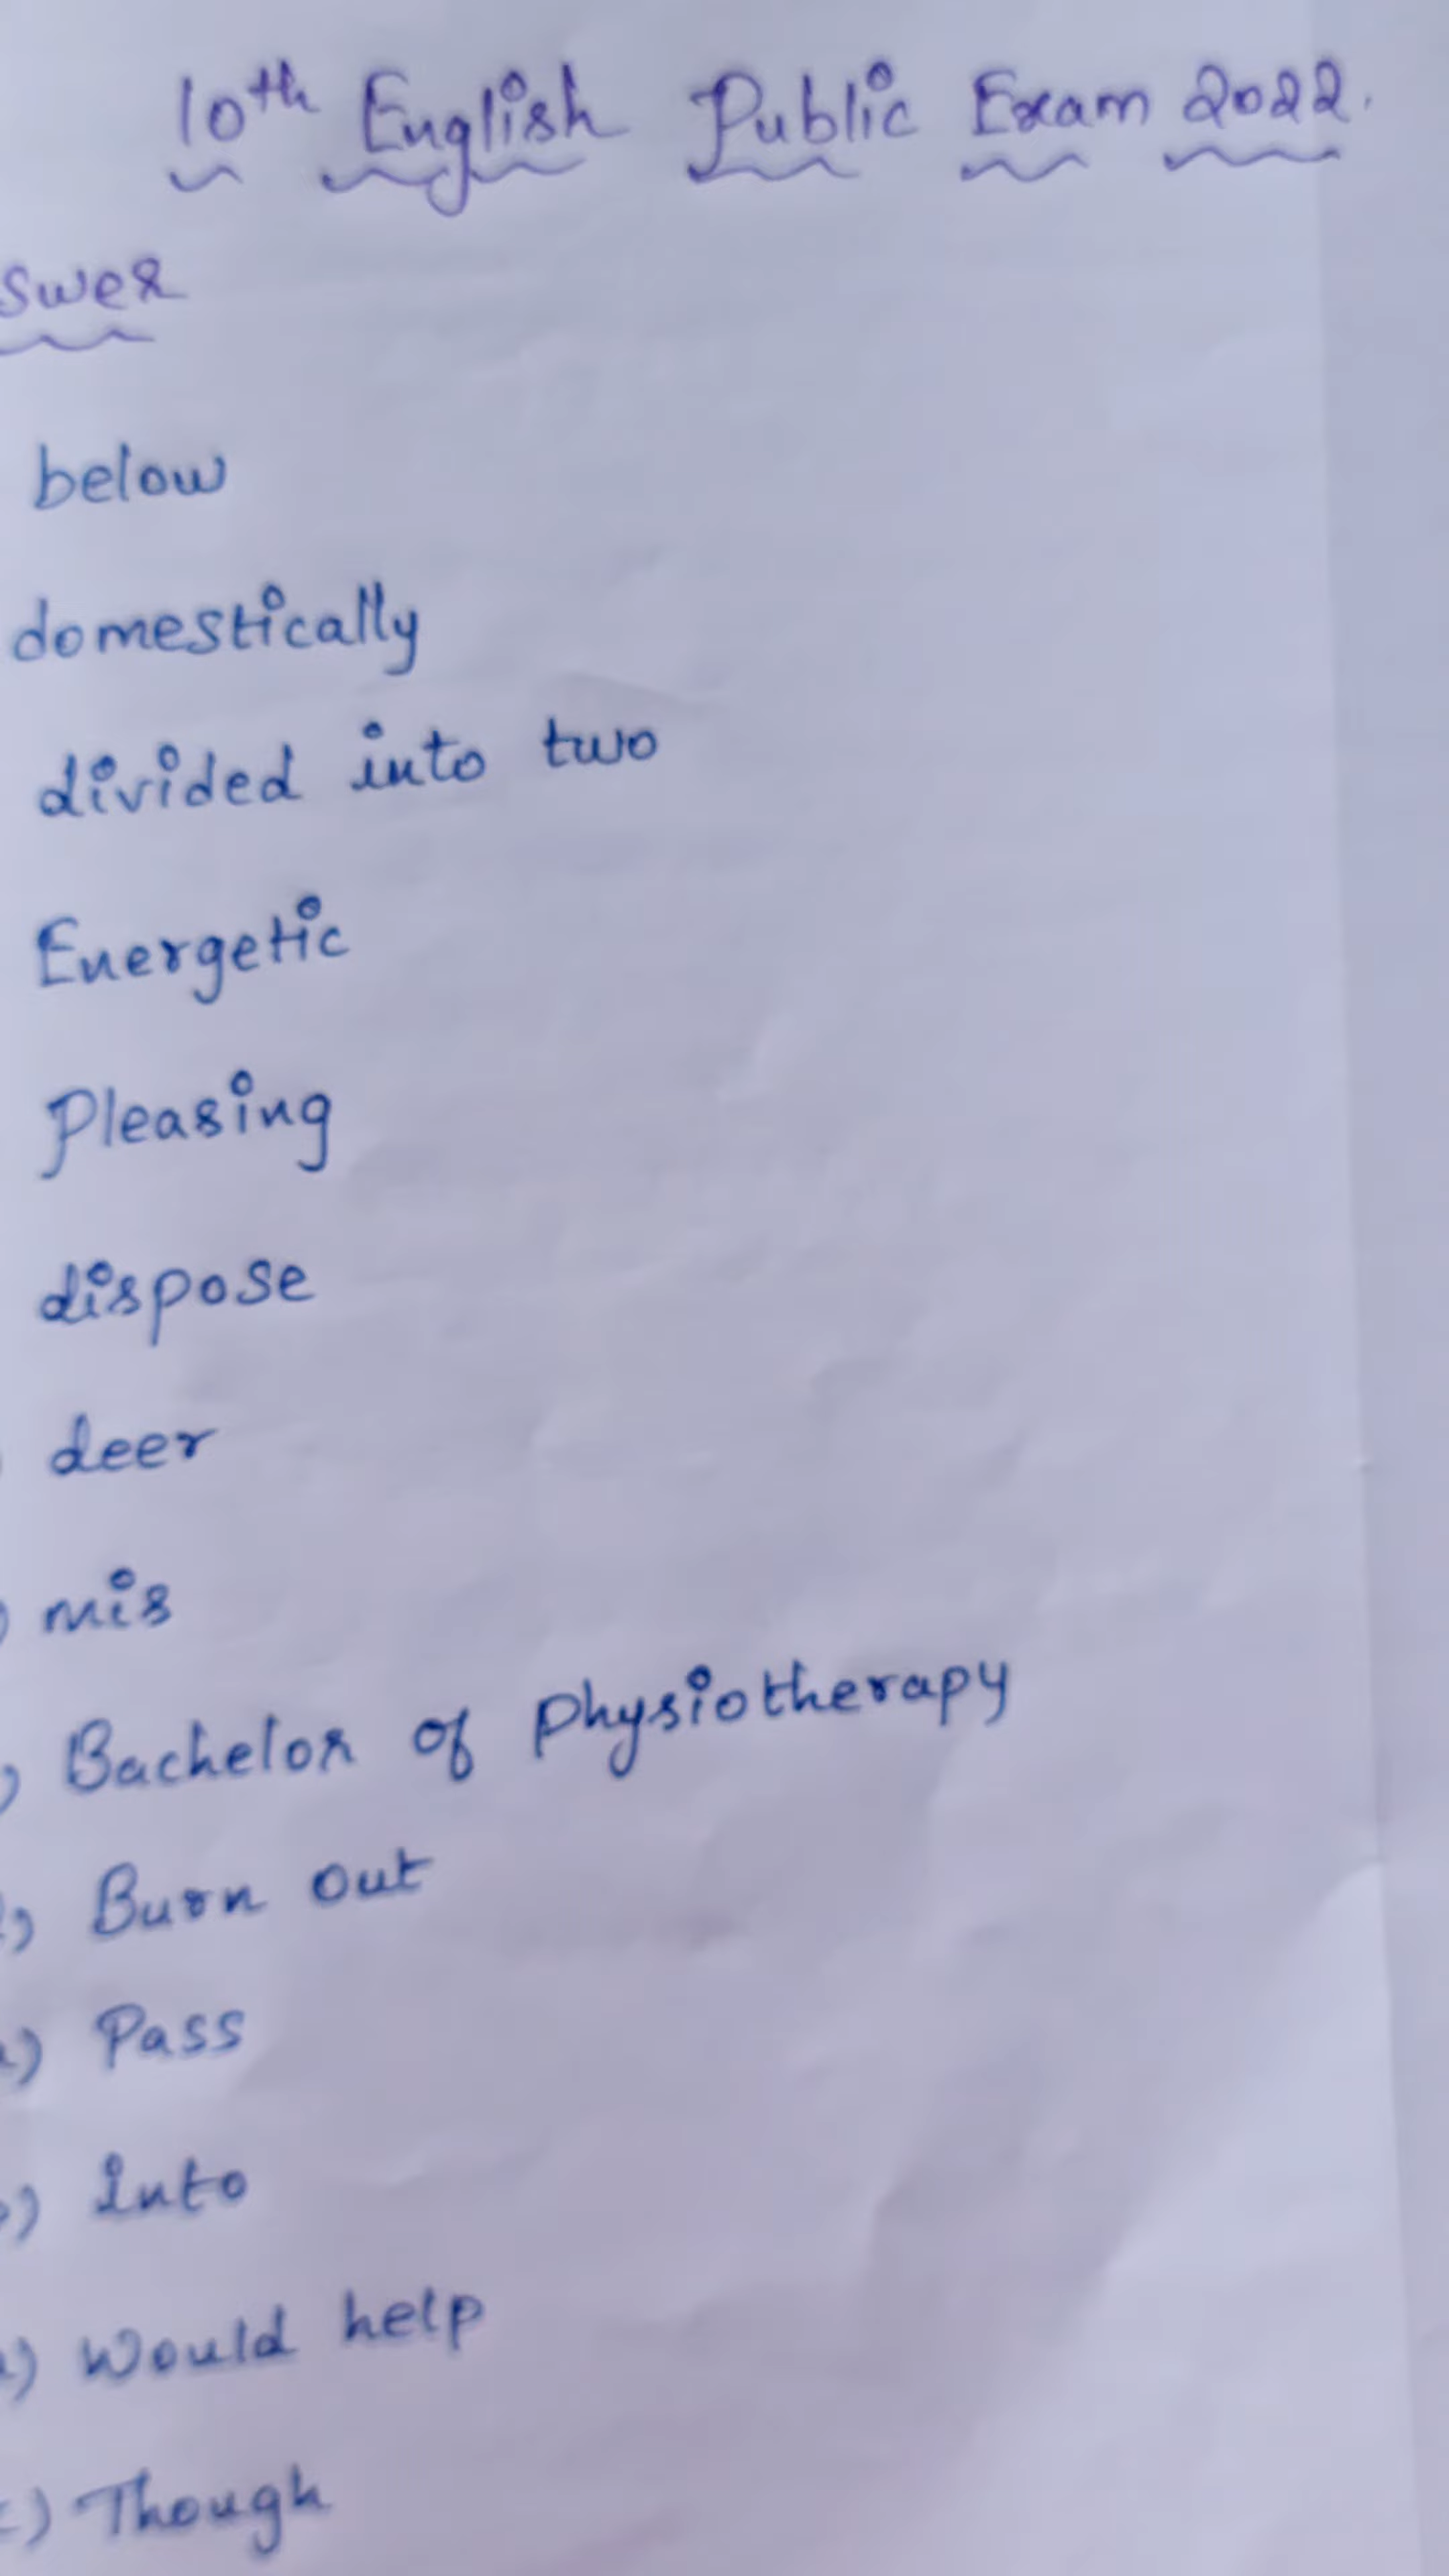 10th English Public Exam 2022.
swer
below
domestically
divided into two
Energetic
Pleasing
dispose
deer
) mis
) Bachelor of Physiotherapy
) Burn out
) Pass
) Into
) Would help
) Though